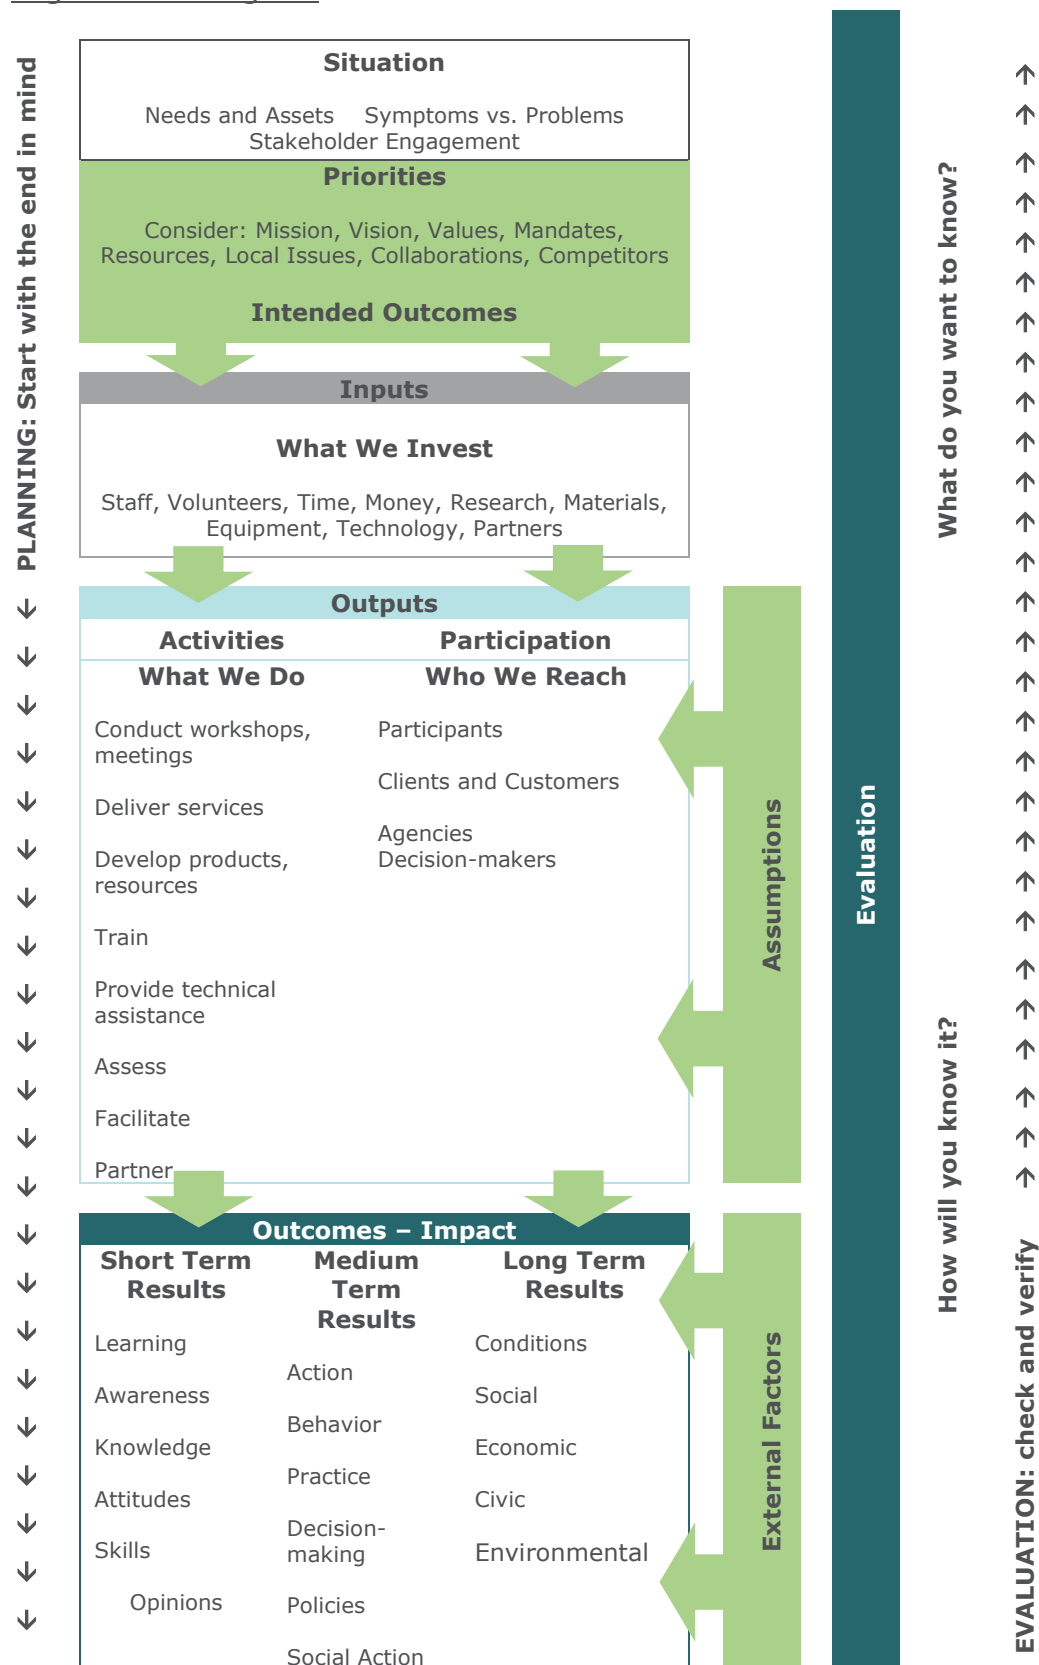 PLANNING: Start with the end in mind
Situation
Needs and Assets    Symptoms vs. Problems
Stakeholder Engagement
Priorities
Consider: Mission, Vision, Values, Mandates,
Resources, Local Issues, Collaborations, Competitors
Intended Outcomes
Inputs
What We Invest
Staff, Volunteers, Time, Money, Research, Materials,
Equipment, Technology, Partners
Outputs
Activities
What We Do
Conduct workshops,
meetings
Deliver services
Develop products,
resources
Train
Provide technical
assistance
Assess
Facilitate
Partner
Participation
Who We Reach
Participants
Clients and Customers
Agencies
Decision-makers
Assumptions
Outcomes – Impact
Short Term
Results
Learning
Awareness
Knowledge
Attitudes
Skills
Opinions
Medium
Term
Results
Action
Behavior
Practice
Decision-
making
Policies
Social Action
Long Term
Results
Conditions
Social
Economic
Civic
Environmental
External Factors
Evaluation
What do you want to know?
How will you know it?
EVALUATION: check and verify